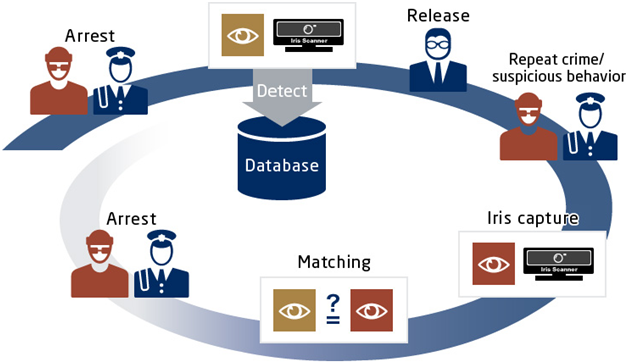 Arrest
Iris Scanner
Detect
Database
Release
Repeat crime/
suspicious behavior
Iris capture
Iris Scanner
Matching
?
=
Arrest